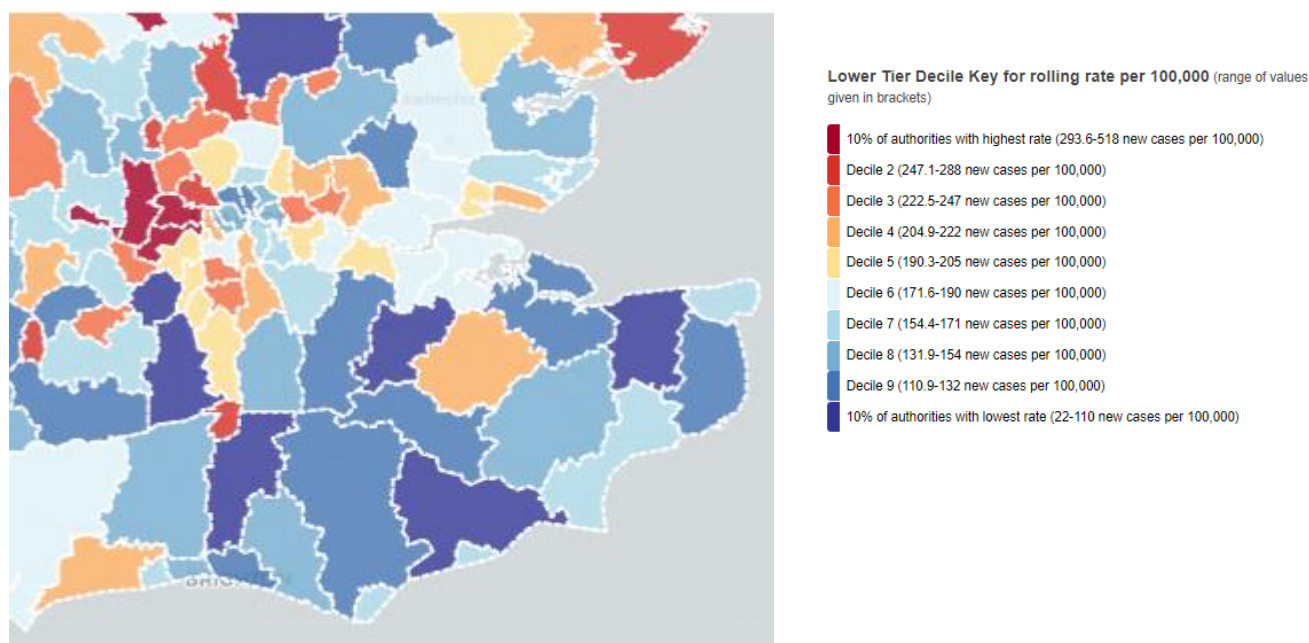 Lower Tier Decile Key for rolling rate per 100,000 (range of values
given in brackets)
10% of authorities with highest rate (293.6-518 new cases per 100,000)
Decile 2 (247.1-288 new cases per 100,000)
Decile 3 (222.5-247 new cases per 100,000)
Decile 4 (204.9-222 new cases per 100,000)
Decile 5 (190.3-205 new cases per 100,000)
Decile 6 (171.6-190 new cases per 100,000)
Decile 7 (154.4-171 new cases per 100,000)
Decile 8 (131.9-154 new cases per 100,000)
Decile 9 (110.9-132 new cases per 100,000)
10% of authorities with lowest rate (22-110 new cases per 100,000)